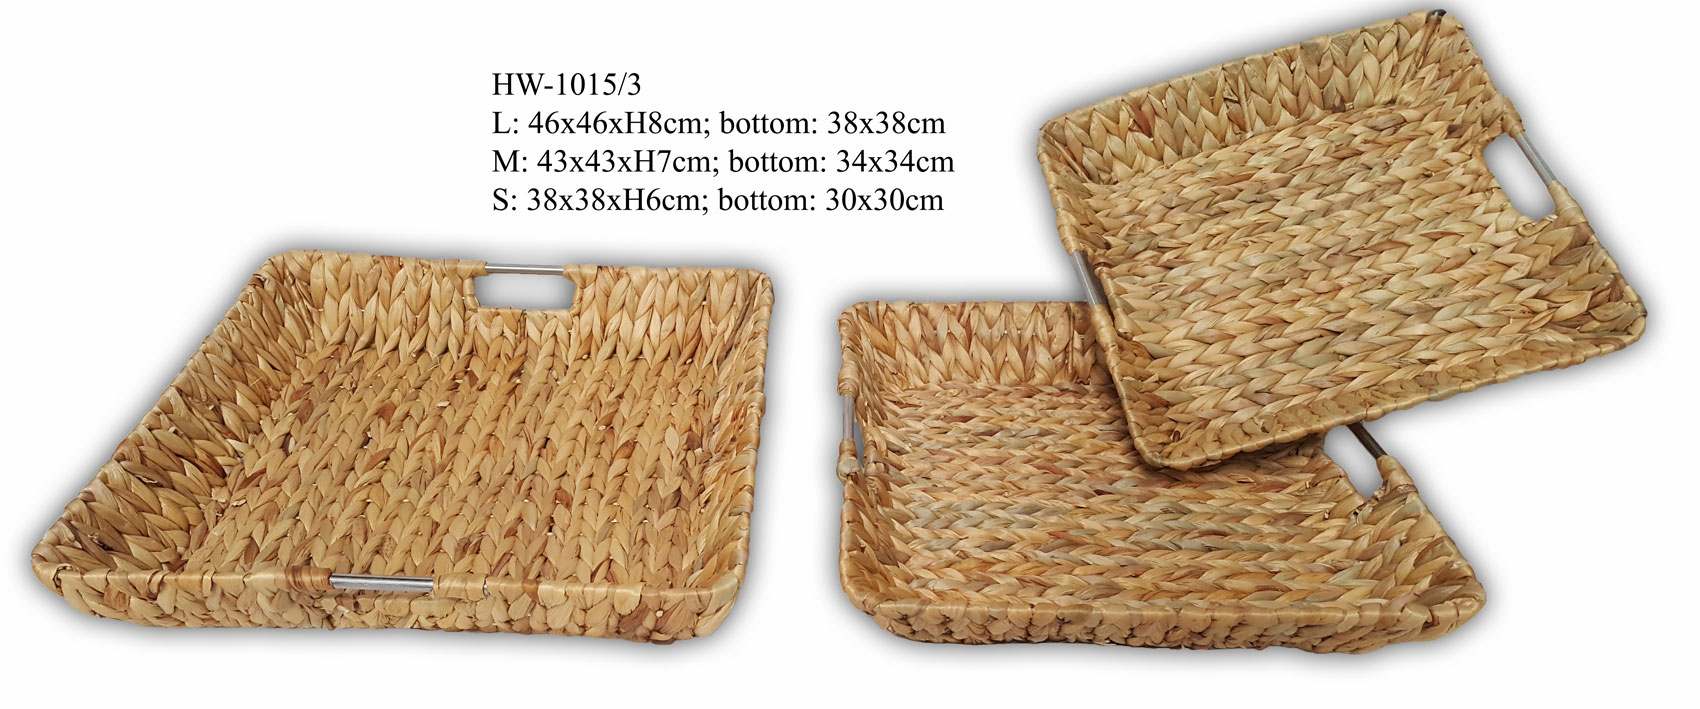 HW-1015/3
L: 46x46xH8cm; bottom: 38x38cm
M: 43x43xH7cm; bottom: 34x34cm
S: 38x38xH6cm; bottom: 30x30cm